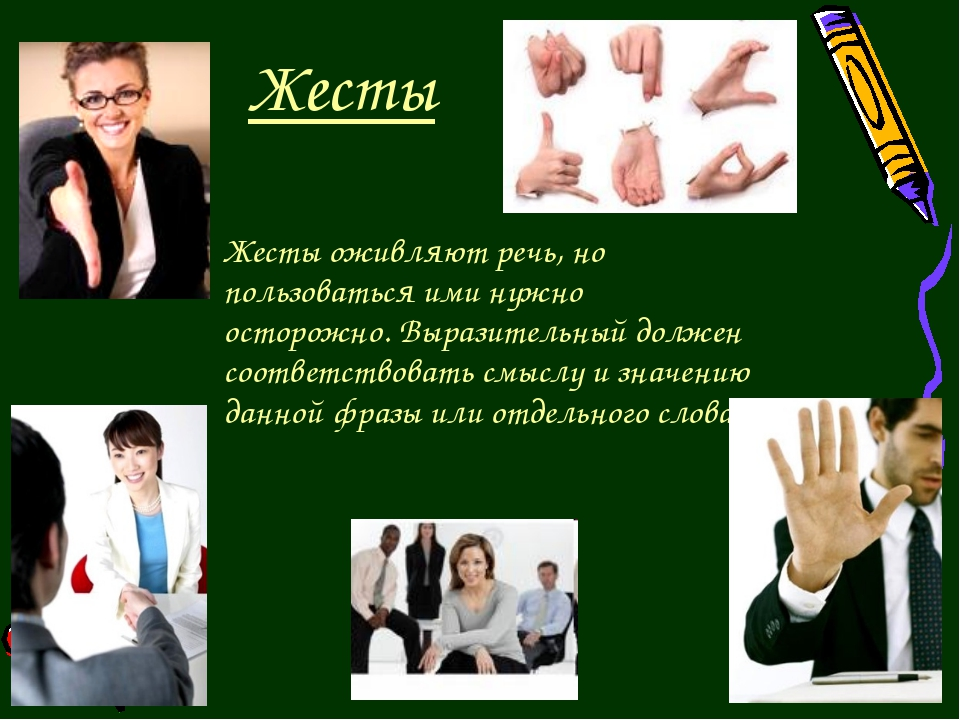 Жесты
Жесты оживляют речь, но
пользоваться ими нужно
осторожно. Выразительный должен
соответствовать смыслу и значению
данной фразы или отдельного слова